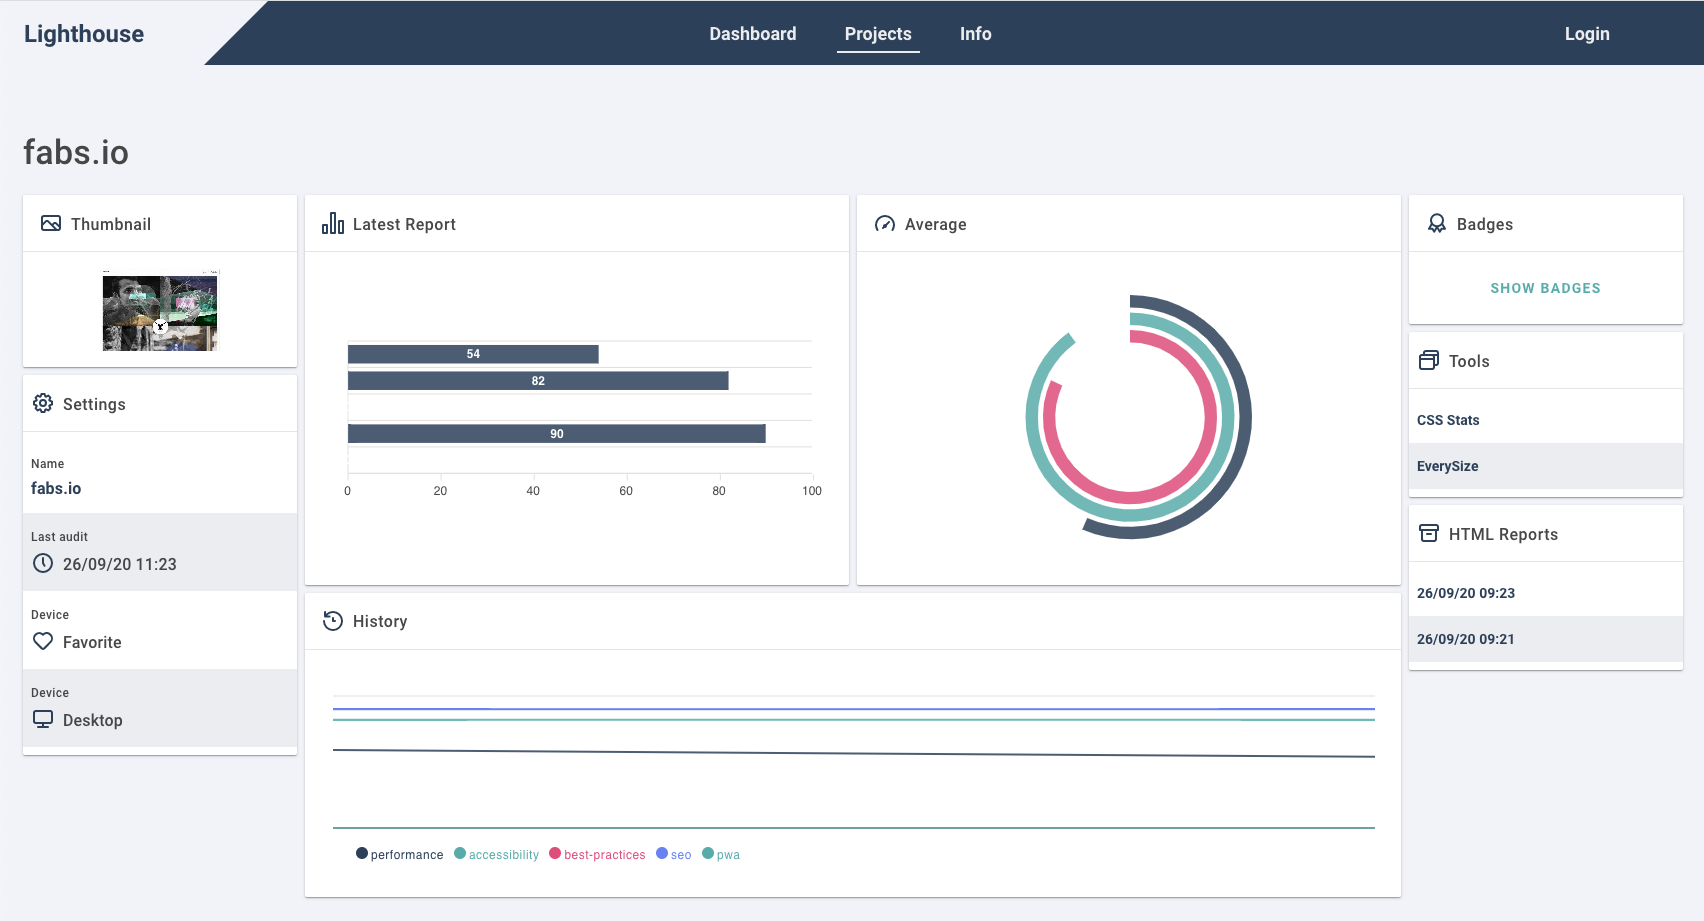 Lighthouse
Dashboard
Projects
Info
Login
fabs.io
Thumbnail
Settings
Name
fabs.io
Last audit
26/09/20 11:23
Device
Favorite
Device
Desktop
Latest Report
54
82
90
0 20 40 60 80 100
Average
History
performance accessibility best-practices seo pwa
Badges
SHOW BADGES
Tools
CSS Stats
EverySize
HTML Reports
26/09/20 09:23
26/09/20 09:21